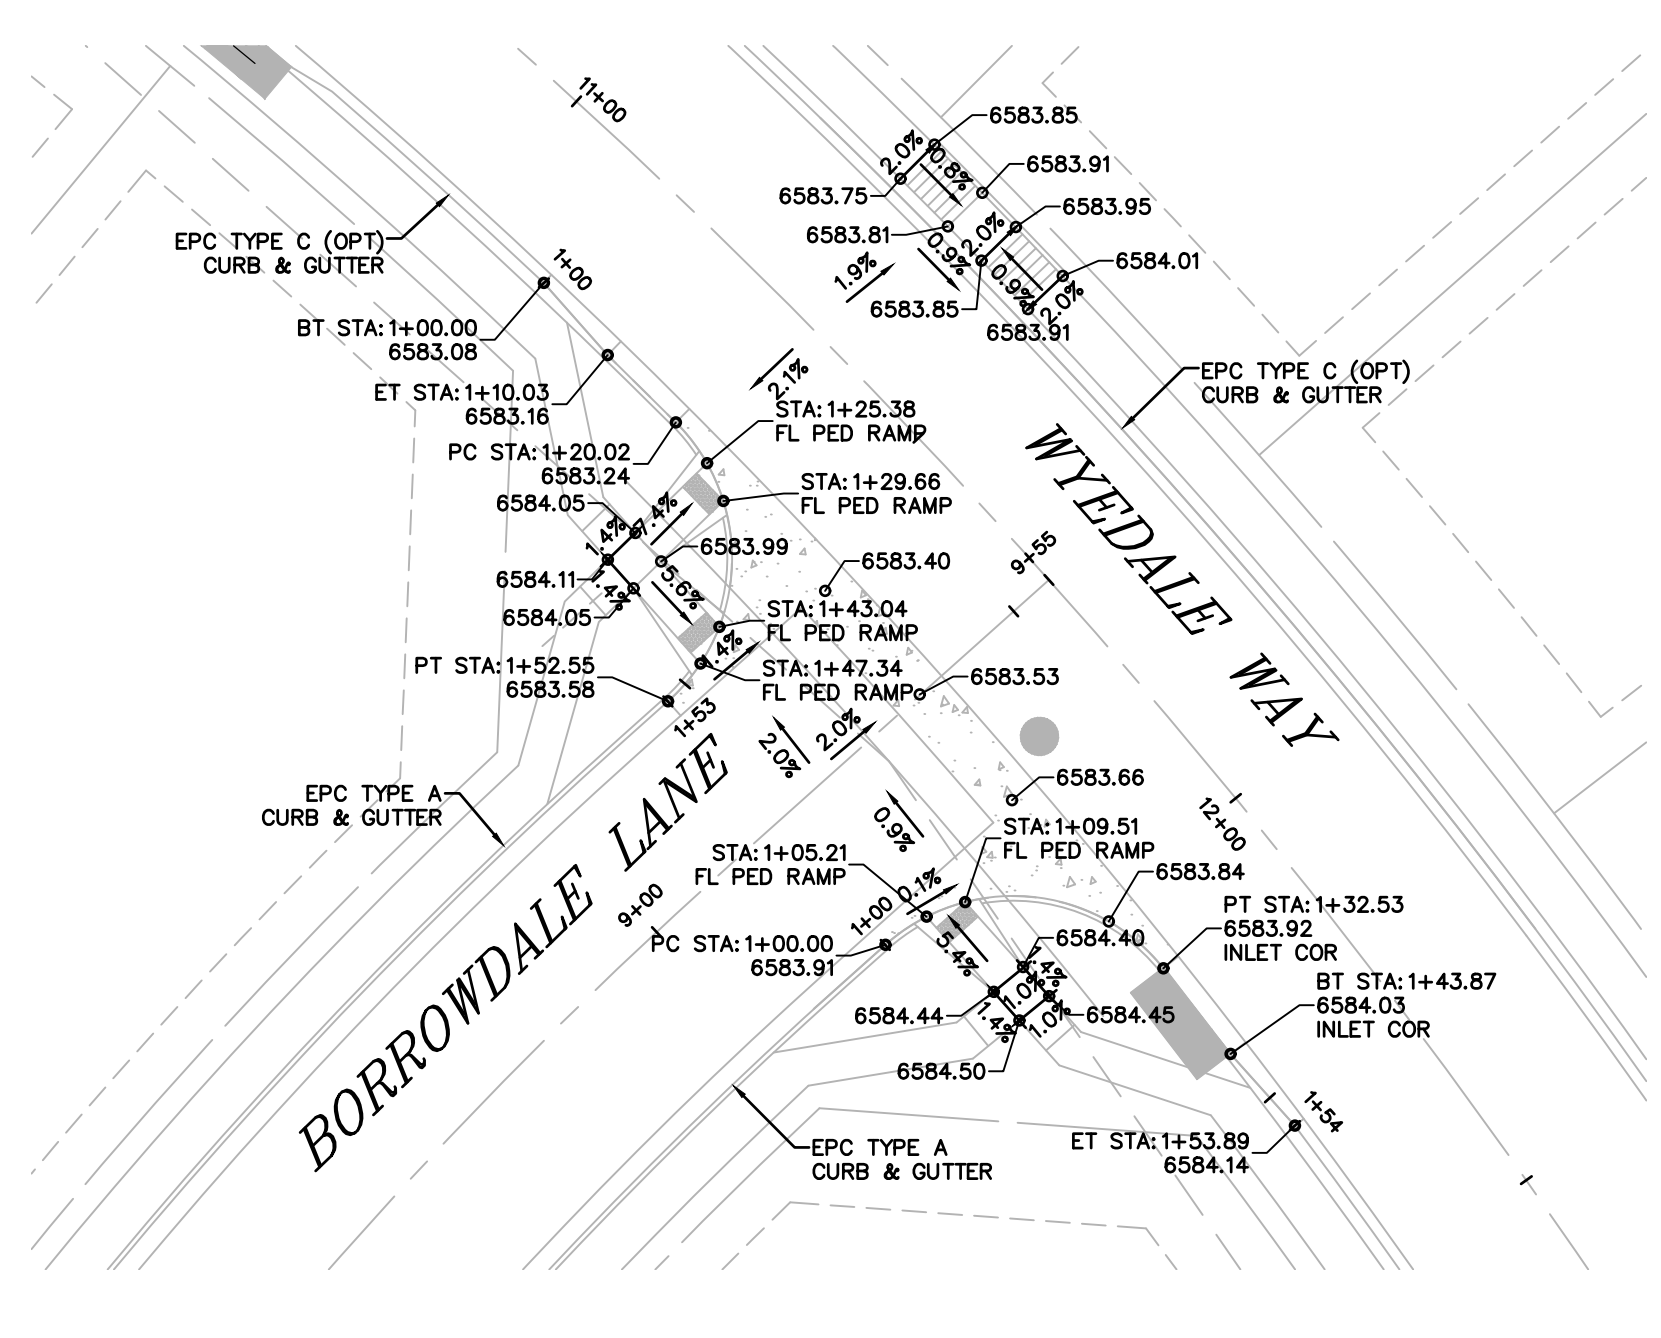 11+00
6583.85
2.0%
0.8%
6583.91
6583.75
6583.95
6583.81
2.0%
0.9%
6584.01
1.9%
0.9%
2.0%
6583.85
6583.91
EPC TYPE C (OPT)
CURB & GUTTER
1+00
BT STA:1+00.00
6583.08
EPC TYPE C (OPT)
CURB & GUTTER
2.1%
ET STA:1+10.03
6583.16
STA:1+25.38
FL PED RAMP
PC STA:1+20.02
6583.24
STA:1+29.66
FL PED RAMP
6584.05
7.4%
1.4%
6583.99
WYEDALE WAY
9+55
6583.40
6584.11
1.4%
5.6%
6584.05
STA:1+43.04
FL PED RAMP
1.4%
PT STA:1+52.55
6583.58
STA:1+47.34
FL PED RAMP
6583.53
1+53
2.0%
2.0%
6583.66
EPC TYPE A
CURB & GUTTER
BORROWDALE LANE
0.9%
12+00
STA:1+09.51
FL PED RAMP
STA:1+05.21
FL PED RAMP
6583.84
9+00
1+00
0.1%
PT STA:1+32.53
6583.92
INLET COR
PC STA:1+00.00
6583.91
6584.40
5.4%
1.4%
1.0%
BT STA:1+43.87
6584.03
INLET COR
6584.44
1.4%
1.0%
6584.45
6584.50
1+54
ET STA:1+53.89
6584.14
EPC TYPE A
CURB & GUTTER